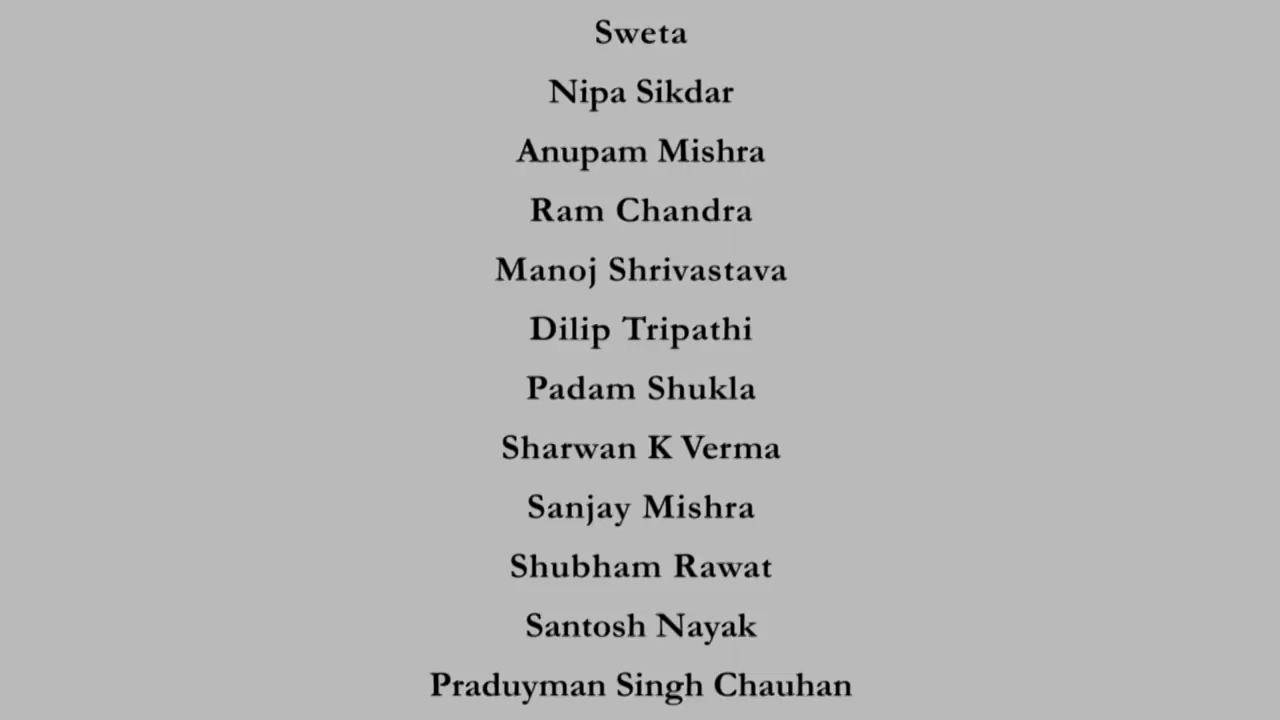 Sweta
Nipa Sikdar
Anupam Mishra
Ram Chandra
Manoj Shrivastava
Dilip Tripathi
Padam Shukla
Sharwan K Verma
Sanjay Mishra
Shubham Rawat
Santosh Nayak
Praduyman Singh Chauhan